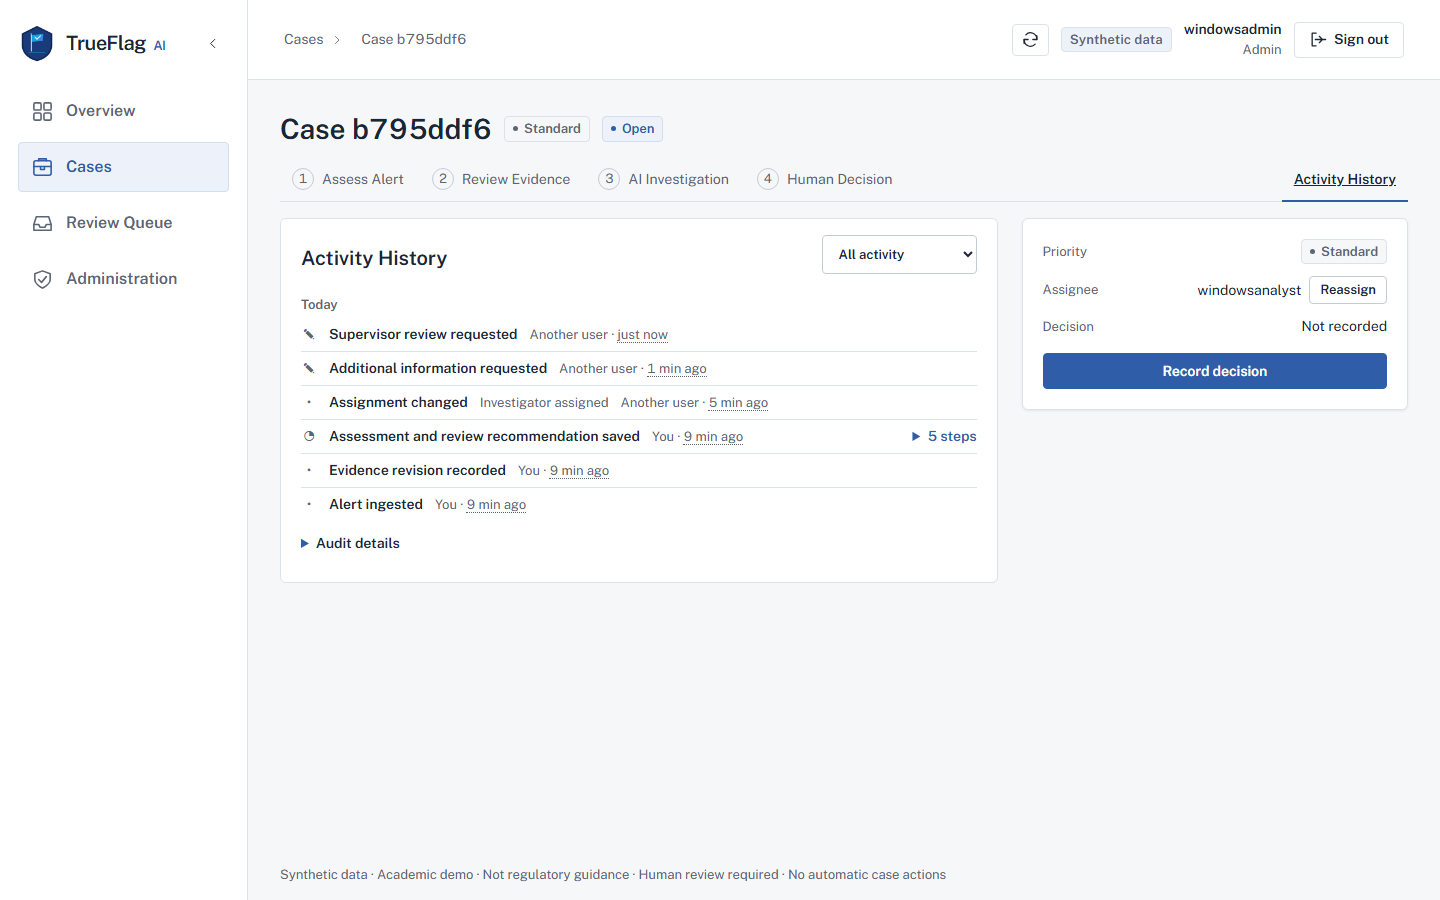 TrueFlag AI
Overview
Cases
Review Queue
Administration
Cases > Case b795ddf6
Synthetic data
windowsadmin
Admin
Sign out
Case b795ddf6
Standard
Open
1 Assess Alert
2 Review Evidence
3 AI Investigation
4 Human Decision
Activity History
Activity History
All activity
Today
Supervisor review requested Another user · just now
Additional information requested Another user · 1 min ago
Assignment changed Investigator assigned Another user · 5 min ago
Assessment and review recommendation saved You · 9 min ago 5 steps
Evidence revision recorded You · 9 min ago
Alert ingested You · 9 min ago
Audit details
Priority Standard
Assignee windowsanalyst Reassign
Decision Not recorded
Record decision
Synthetic data · Academic demo · Not regulatory guidance · Human review required · No automatic case actions